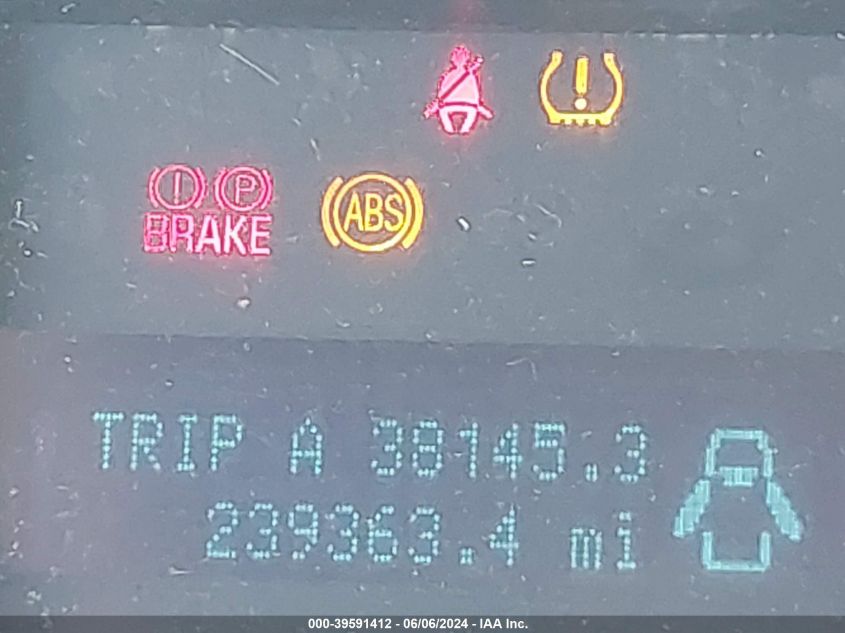 P
BRAKE
ABS
TRIP A 38145.3
239363.4 mi
000-39591412 - 06/06/2024 - IAA Inc.